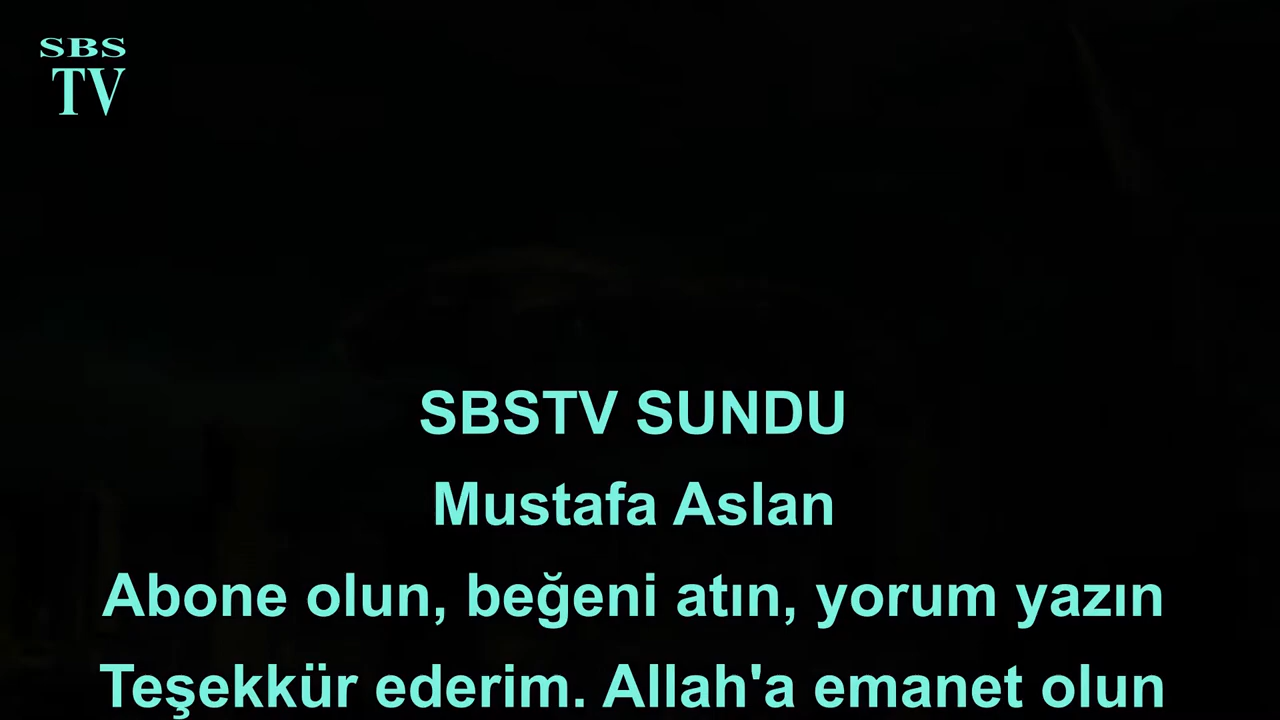 SBS
TV
SBSTV SUNDU
Mustafa Aslan
Abone olun, beğeni atın, yorum yazın
Teşekkür ederim. Allah'a emanet olun